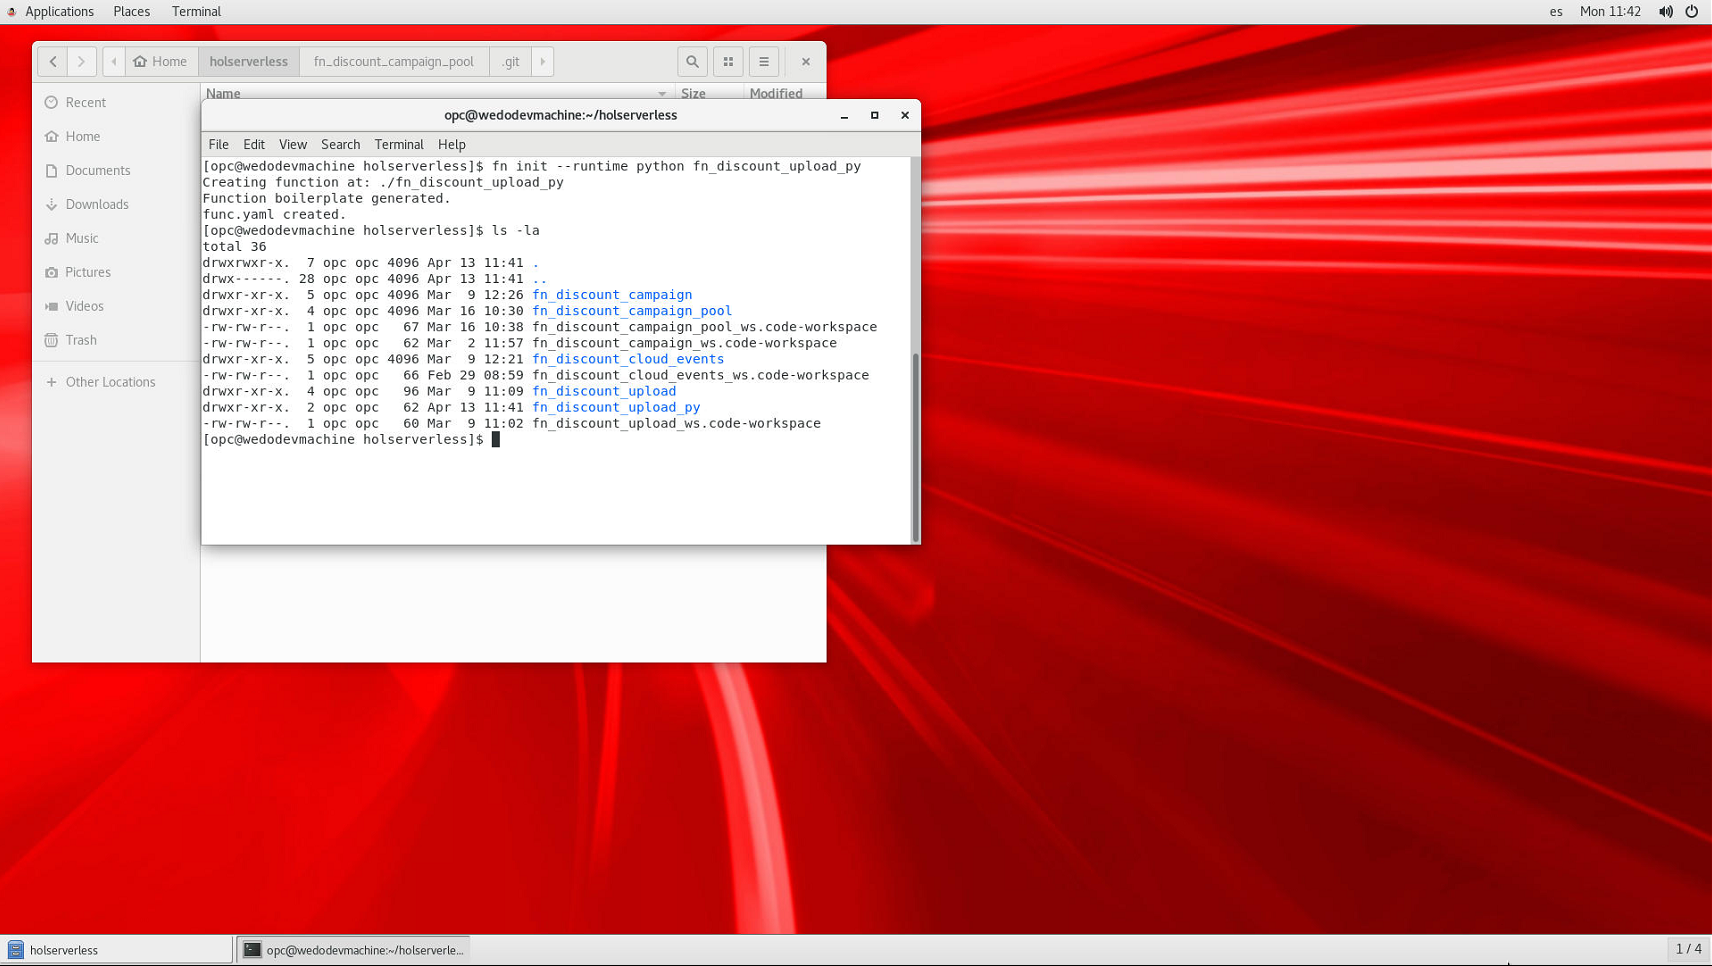 Applications Places Terminal es Mon 11:42
Home holserverless fn_discount_campaign_pool .git
Name Size Modified
Recent
Home
Documents
Downloads
Music
Pictures
Videos
Trash
Other Locations
opc@wedodevmachine:~/holserverless
File Edit View Search Terminal Help
[opc@wedodevmachine holserverless]$ fn init --runtime python fn_discount_upload_py
Creating function at: ./fn_discount_upload_py
Function boilerplate generated.
func.yaml created.
[opc@wedodevmachine holserverless]$ ls -la
total 36
drwxrwxr-x.  7 opc opc 4096 Apr 13 11:41 .
drwx------. 28 opc opc 4096 Apr 13 11:41 ..
drwxr-xr-x.  5 opc opc 4096 Mar  9 12:26 fn_discount_campaign
drwxr-xr-x.  4 opc opc 4096 Mar 16 10:30 fn_discount_campaign_pool
-rw-rw-r--.  1 opc opc   67 Mar 16 10:38 fn_discount_campaign_pool_ws.code-workspace
-rw-rw-r--.  1 opc opc   62 Mar  2 11:57 fn_discount_campaign_ws.code-workspace
drwxr-xr-x.  5 opc opc 4096 Mar  9 12:21 fn_discount_cloud_events
-rw-rw-r--.  1 opc opc   66 Feb 29 08:59 fn_discount_cloud_events_ws.code-workspace
drwxr-xr-x.  4 opc opc   96 Mar  9 11:09 fn_discount_upload
drwxr-xr-x.  2 opc opc   62 Apr 13 11:41 fn_discount_upload_py
-rw-rw-r--.  1 opc opc   60 Mar  9 11:02 fn_discount_upload_ws.code-workspace
[opc@wedodevmachine holserverless]$
holserverless opc@wedodevmachine:~/holserverle... 1 / 4